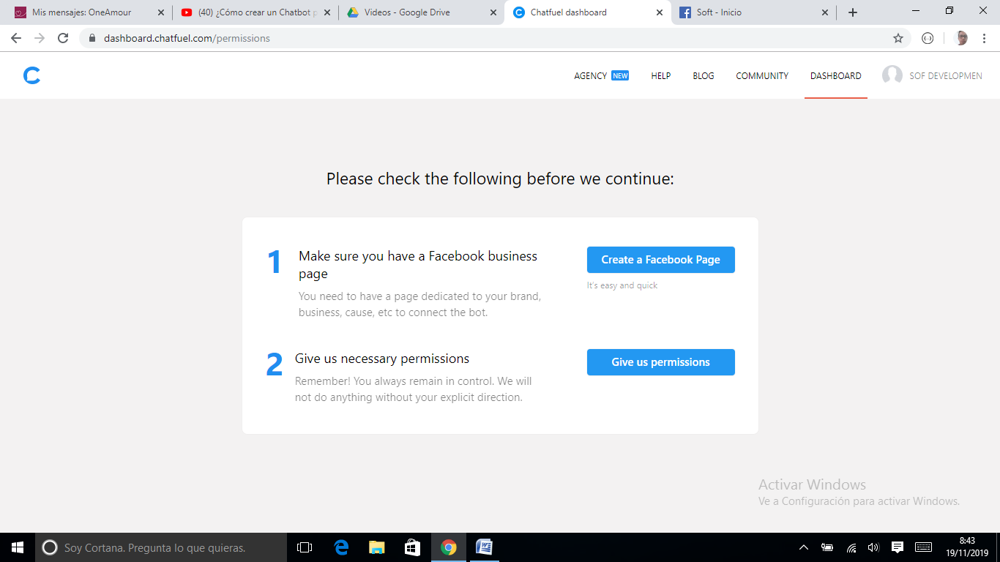 Mis mensajes: OneAmour
(40) ¿Cómo crear un Chatbot
Videos - Google Drive
Chatfuel dashboard
Soft - Inicio
dashboard.chatfuel.com/permissions
AGENCY NEW
HELP
BLOG
COMMUNITY
DASHBOARD
SOF DEVELOPMEN
Please check the following before we continue:
1
Make sure you have a Facebook business
page
You need to have a page dedicated to your brand,
business, cause, etc to connect the bot.
Create a Facebook Page
It's easy and quick
2
Give us necessary permissions
Remember! You always remain in control. We will
not do anything without your explicit direction.
Give us permissions
Activar Windows
Ve a Configuración para activar Windows.
Soy Cortana. Pregunta lo que quieras.
8:43
19/11/2019